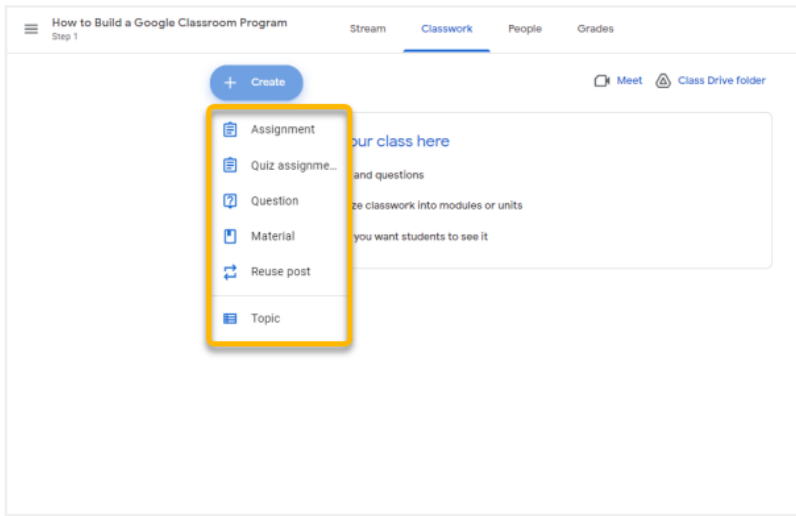 How to Build a Google Classroom Program
Step 1
Stream Classwork People Grades
+ Create
Meet Class Drive folder
Assignment
our class here
Quiz assignme...
and questions
Question
ze classwork into modules or units
Material
you want students to see it
Reuse post
Topic